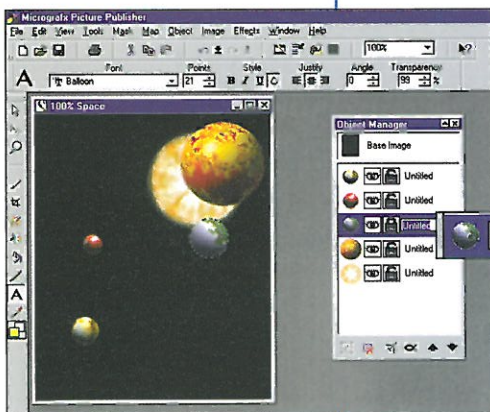 Micrografx Picture Publisher
File Edit View Tools Mask Map Object Image Effects Window Help
100%
Font Points Style Justify Angle Transparency
A Tr Balloon 21 B I U 0 99 %
100% Space
Object Manager
Base Image
Untitled
Untitled
Untitled
Untitled
Untitled
A